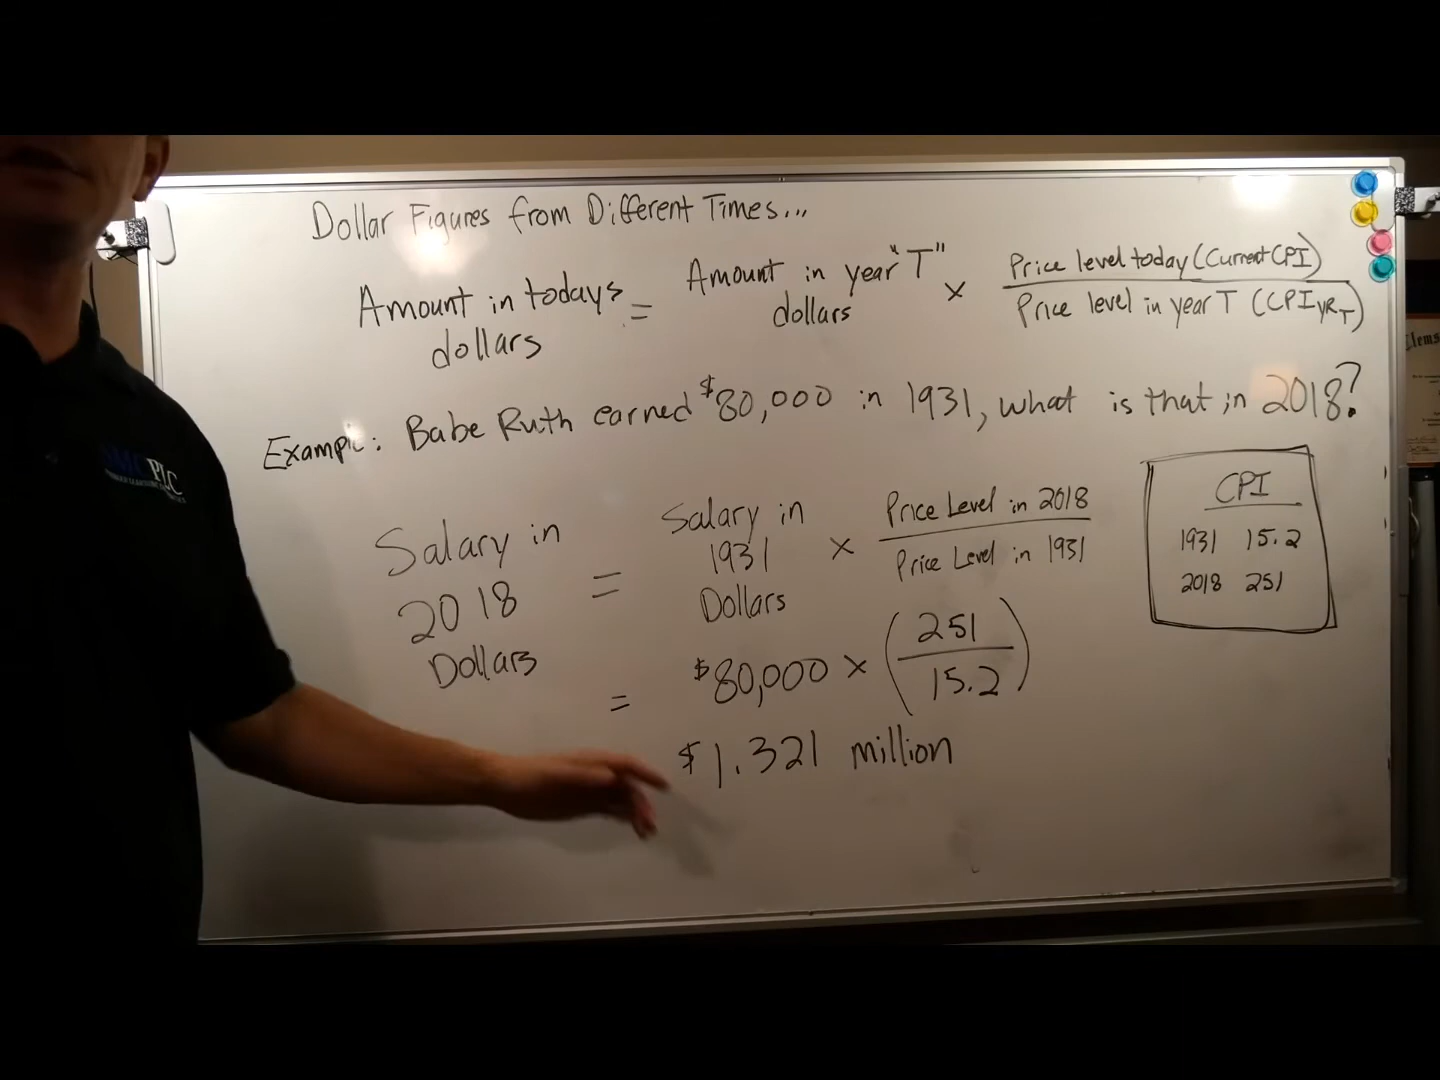 Dollar Figures from Different Times...
Amount in todays dollars = Amount in year "T" dollars × Price level today (Current CPI) / Price level in year T (CPI YR T)
Example: Babe Ruth earned $80,000 in 1931, what is that in 2018?
Salary in 2018 Dollars = Salary in 1931 Dollars × Price Level in 2018 / Price Level in 1931
= $80,000 × (251 / 15.2)
$1.321 million
CPI
1931 15.2
2018 251
PLC